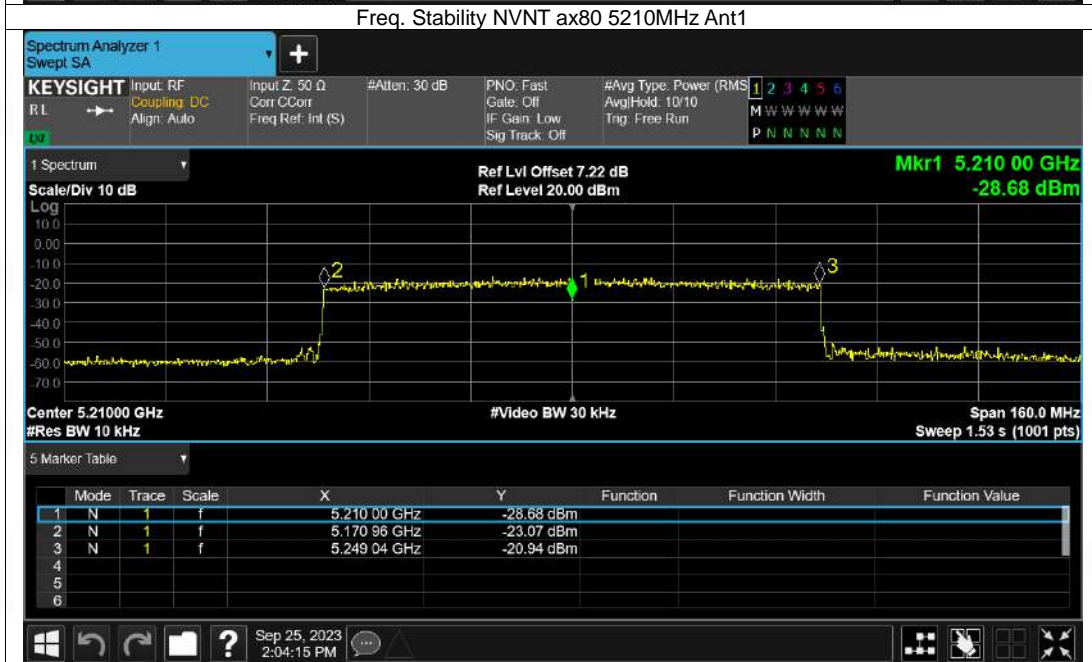 Freq. Stability NVNT ax80 5210MHz Ant1
Spectrum Analyzer 1
Swept SA
+
KEYSIGHT Input: RF Input Z: 50 Ω #Atten: 30 dB PNO: Fast #Avg Type: Power (RMS 1 2 3 4 5 6
RL Coupling: DC Corr CCorr Gate: Off Avg|Hold: 10/10 M W W W W W
Align: Auto Freq Ref: Int (S) IF Gain: Low Trig: Free Run
LXI Sig Track: Off P N N N N N
1 Spectrum Ref Lvl Offset 7.22 dB Mkr1 5.210 00 GHz
Scale/Div 10 dB Ref Level 20.00 dBm -28.68 dBm
Log
10.0
0.00
-10.0
2 3
-20.0
1
-30.0
-40.0
-50.0
-60.0
-70.0
Center 5.21000 GHz #Video BW 30 kHz Span 160.0 MHz
#Res BW 10 kHz Sweep 1.53 s (1001 pts)
5 Marker Table
Mode Trace Scale X Y Function Function Width Function Value
1 N 1 f 5.210 00 GHz -28.68 dBm
2 N 1 f 5.170 96 GHz -23.07 dBm
3 N 1 f 5.249 04 GHz -20.94 dBm
4
5
6
? Sep 25, 2023
2:04:15 PM